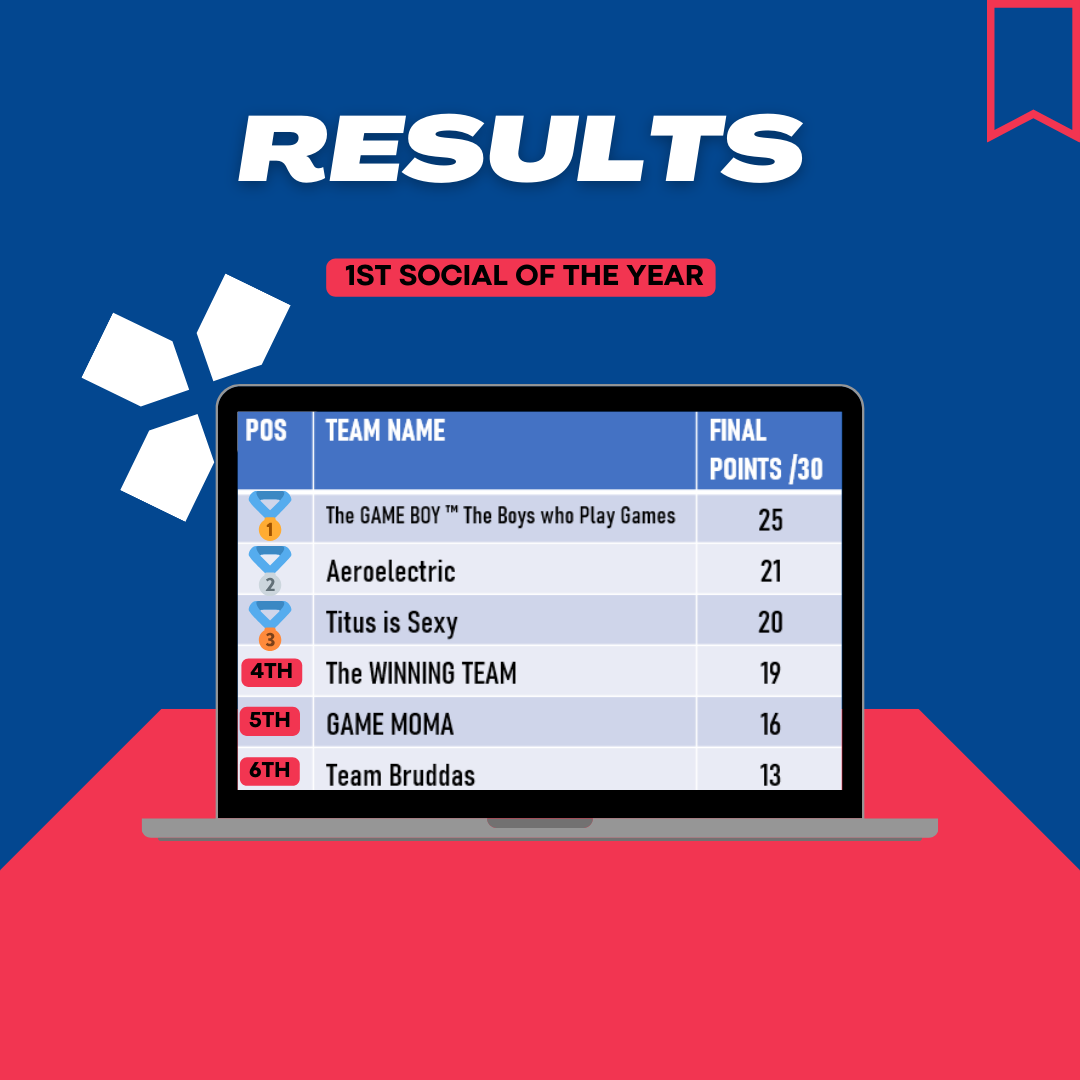 RESULTS
1ST SOCIAL OF THE YEAR
POS TEAM NAME FINAL
POINTS /30
1 The GAME BOY ™ The Boys who Play Games 25
2 Aeroelectric 21
3 Titus is Sexy 20
4TH The WINNING TEAM 19
5TH GAME MOMA 16
6TH Team Bruddas 13